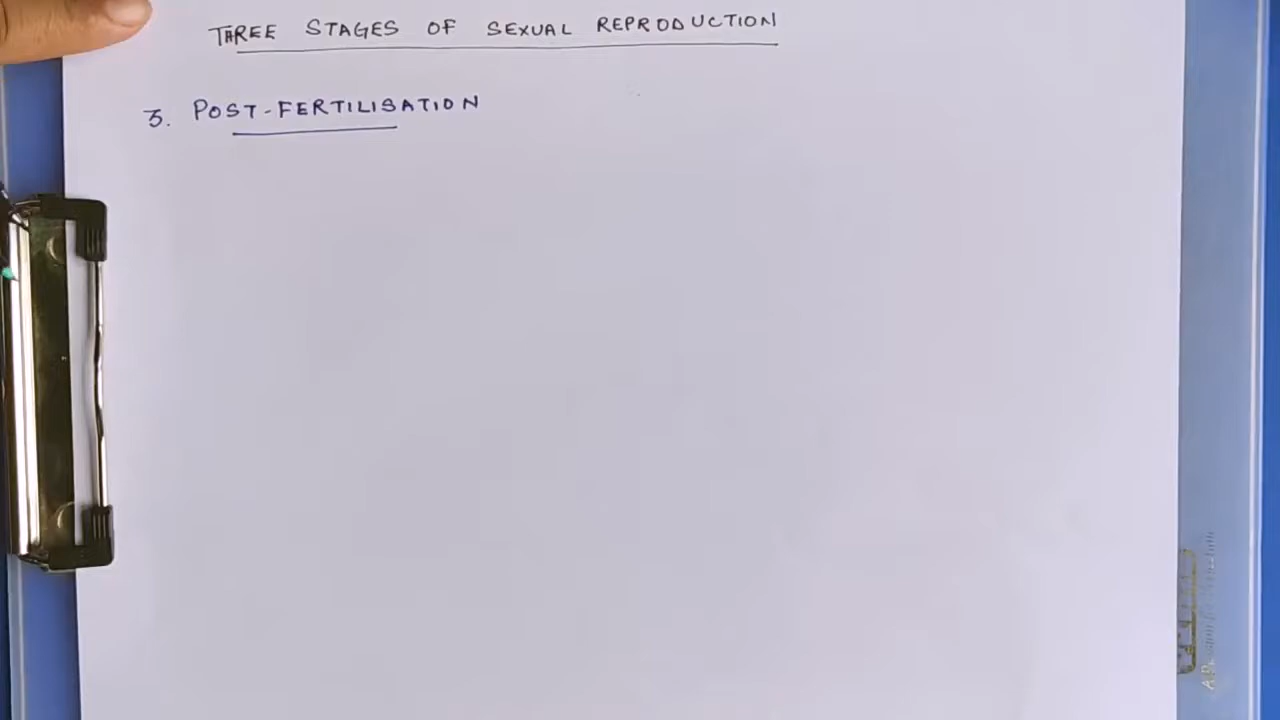 THREE STAGES OF SEXUAL REPRODUCTION
3. POST-FERTILISATION